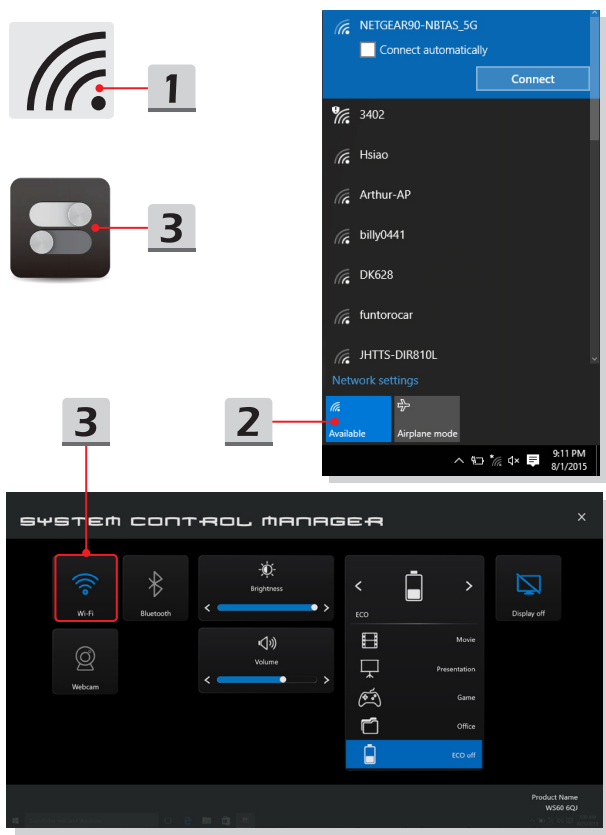 1
3
NETGEAR90-NBTAS_5G
Connect automatically
Connect
3402
Hsiao
Arthur-AP
billy0441
DK628
funtorocar
JHTTS-DIR810L
Network settings
2
Available
Airplane mode
9:11 PM
8/1/2015
3
SYSTEM CONTROL MANAGER
Wi-Fi
Bluetooth
Brightness
ECO
Display off
Webcam
Volume
Movie
Presentation
Game
Office
ECO off
Product Name
WS60 6QJ